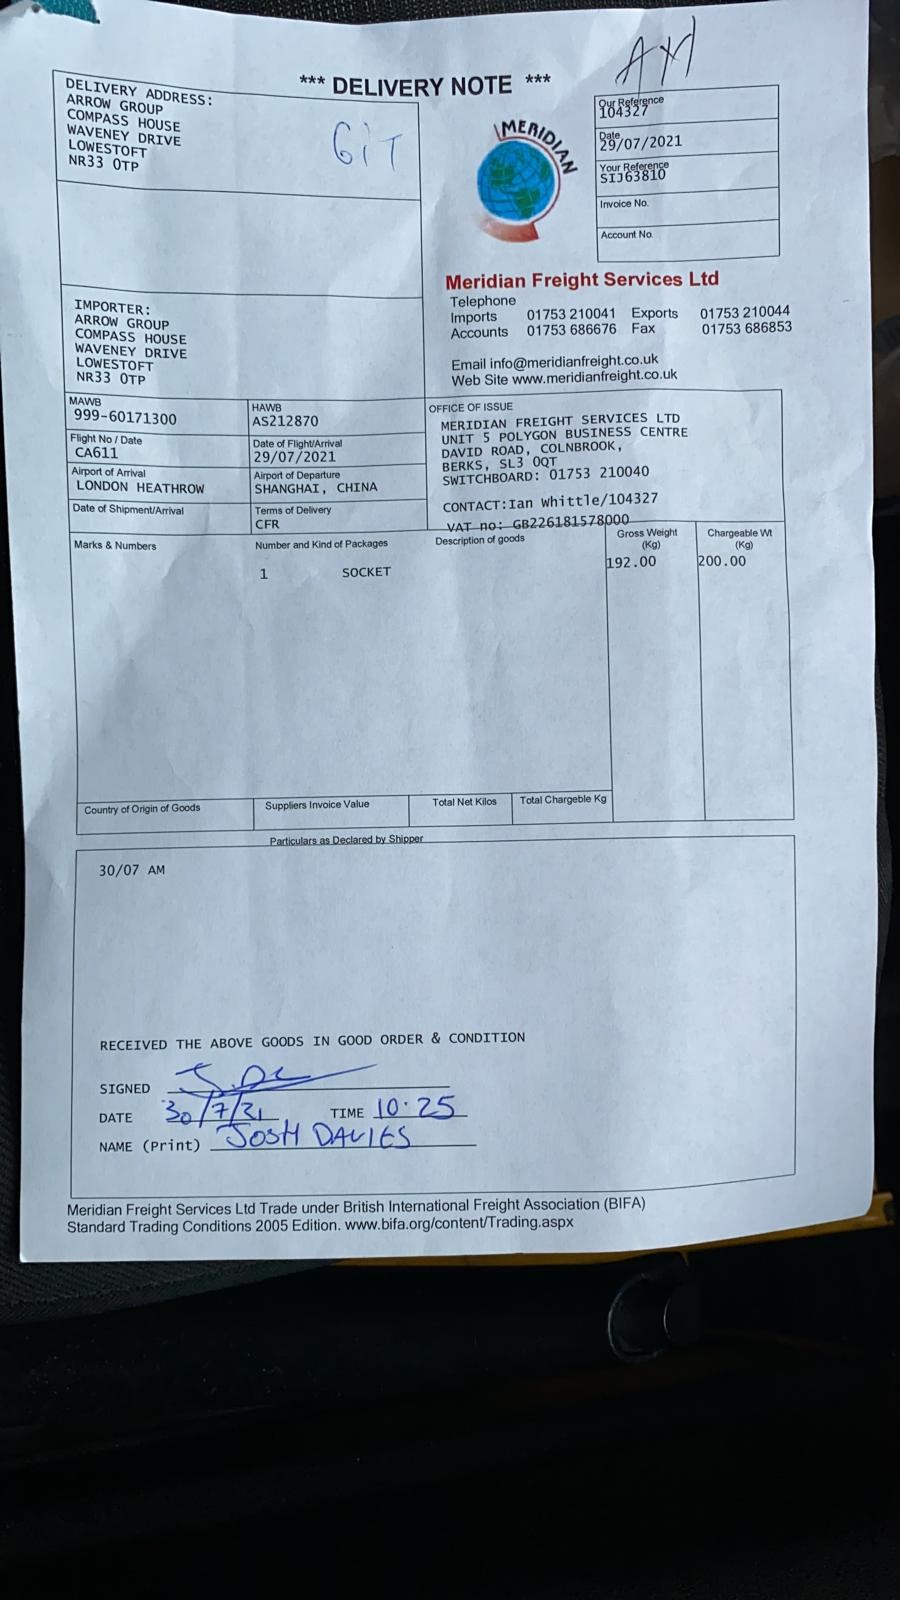 AM
*** DELIVERY NOTE ***
DELIVERY ADDRESS:
ARROW GROUP
COMPASS HOUSE
WAVENEY DRIVE
LOWESTOFT
NR33 0TP
GiT
MERIDIAN
Our Reference
104327
Date
29/07/2021
Your Reference
SIJ63810
Invoice No.
Account No.
Meridian Freight Services Ltd
Telephone
Imports 01753 210041 Exports 01753 210044
Accounts 01753 686676 Fax 01753 686853
Email info@meridianfreight.co.uk
Web Site www.meridianfreight.co.uk
IMPORTER:
ARROW GROUP
COMPASS HOUSE
WAVENEY DRIVE
LOWESTOFT
NR33 0TP
MAWB
999-60171300
HAWB
AS212870
Flight No / Date
CA611
Date of Flight/Arrival
29/07/2021
Airport of Arrival
LONDON HEATHROW
Airport of Departure
SHANGHAI, CHINA
Date of Shipment/Arrival
Terms of Delivery
CFR
OFFICE OF ISSUE
MERIDIAN FREIGHT SERVICES LTD
UNIT 5 POLYGON BUSINESS CENTRE
DAVID ROAD, COLNBROOK,
BERKS, SL3 0QT
SWITCHBOARD: 01753 210040
CONTACT:Ian Whittle/104327
VAT no: GB226181578000
Marks & Numbers
Number and Kind of Packages
Description of goods
Gross Weight
(Kg)
Chargeable Wt
(Kg)
1 SOCKET
192.00
200.00
Country of Origin of Goods
Suppliers Invoice Value
Total Net Kilos
Total Chargeble Kg
Particulars as Declared by Shipper
30/07 AM
RECEIVED THE ABOVE GOODS IN GOOD ORDER & CONDITION
SIGNED
DATE 30/7/21 TIME 10:25
NAME (Print) JOSH DAVIES
Meridian Freight Services Ltd Trade under British International Freight Association (BIFA)
Standard Trading Conditions 2005 Edition. www.bifa.org/content/Trading.aspx